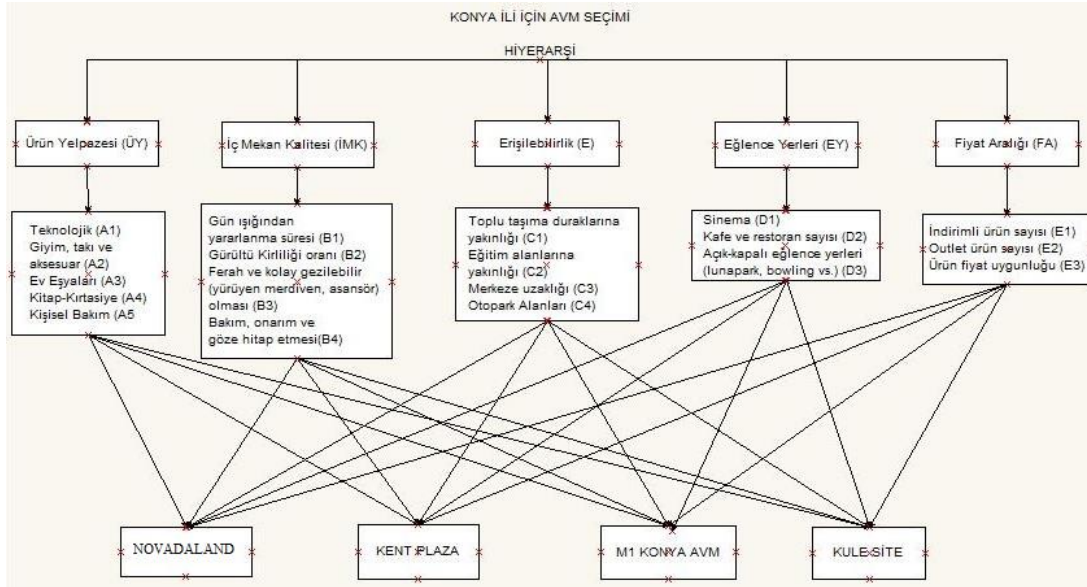 KONYA İLİ İÇİN AVM SEÇİMİ
HİYERARŞİ
Ürün Yelpazesi (ÜY)
İç Mekan Kalitesi (İMK)
Erişilebilirlik (E)
Eğlence Yerleri (EY)
Fiyat Aralığı (FA)
Teknolojik (A1)
Giyim, takı ve
aksesuar (A2)
Ev Eşyaları (A3)
Kitap-Kırtasiye (A4)
Kişisel Bakım (A5
Gün ışığından
yararlanma süresi (B1)
Gürültü Kirliliği oranı (B2)
Ferah ve kolay gezilebilir
(yürüyen merdiven, asansör)
olması (B3)
Bakım, onarım ve
göze hitap etmesi(B4)
Toplu taşıma duraklarına
yakınlığı (C1)
Eğitim alanlarına
yakınlığı (C2)
Merkeze uzaklığı (C3)
Otopark Alanları (C4)
Sinema (D1)
Kafe ve restoran sayısı (D2)
Açık-kapalı eğlence yerleri
(lunapark, bowling vs.) (D3)
İndirimli ürün sayısı (E1)
Outlet ürün sayısı (E2)
Ürün fiyat uygunluğu (E3)
NOVADALAND
KENT PLAZA
M1 KONYA AVM
KULE SİTE